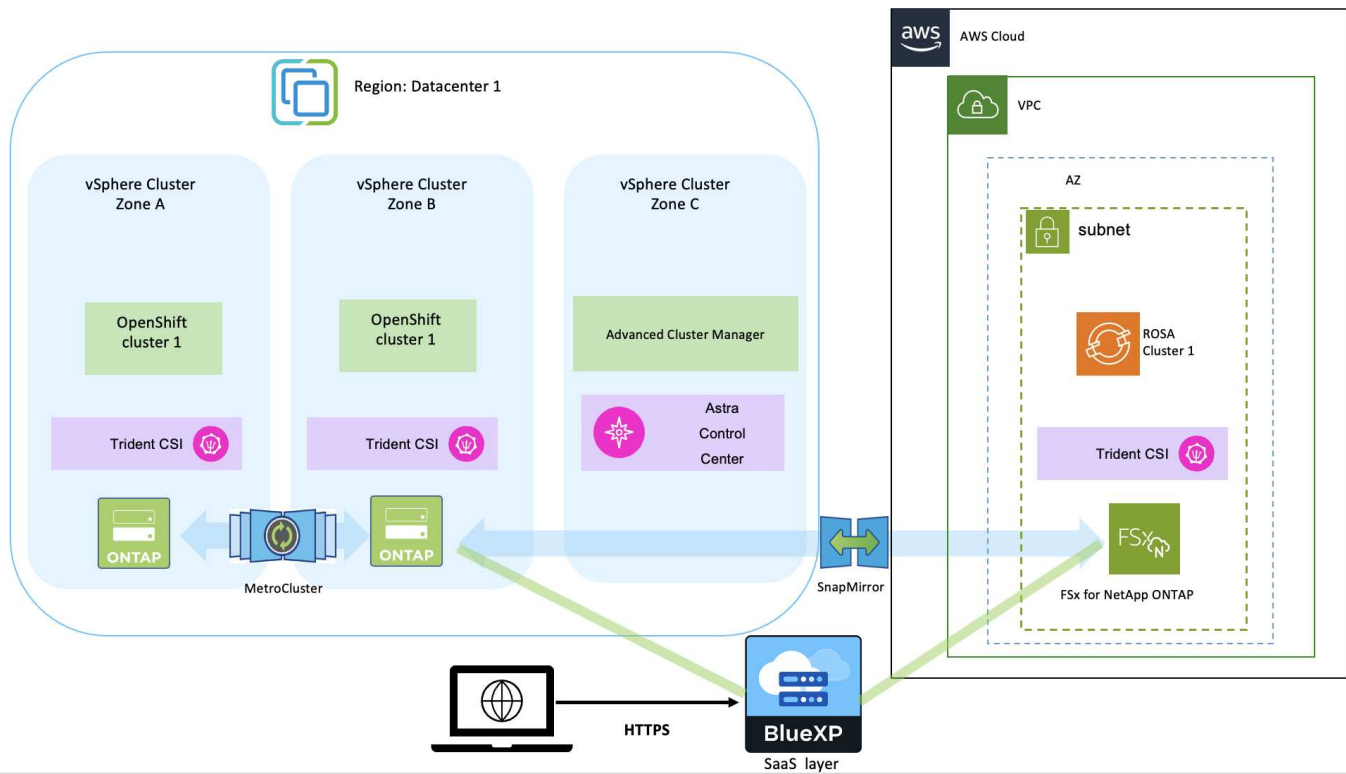 aws
AWS Cloud
Region: Datacenter 1
VPC
vSphere Cluster
Zone A
vSphere Cluster
Zone B
vSphere Cluster
Zone C
AZ
subnet
OpenShift
cluster 1
OpenShift
cluster 1
Advanced Cluster Manager
ROSA
Cluster 1
Trident CSI
Trident CSI
Astra
Control
Center
Trident CSI
ONTAP
ONTAP
FSx
N
MetroCluster
SnapMirror
FSx for NetApp ONTAP
HTTPS
BlueXP
SaaS layer